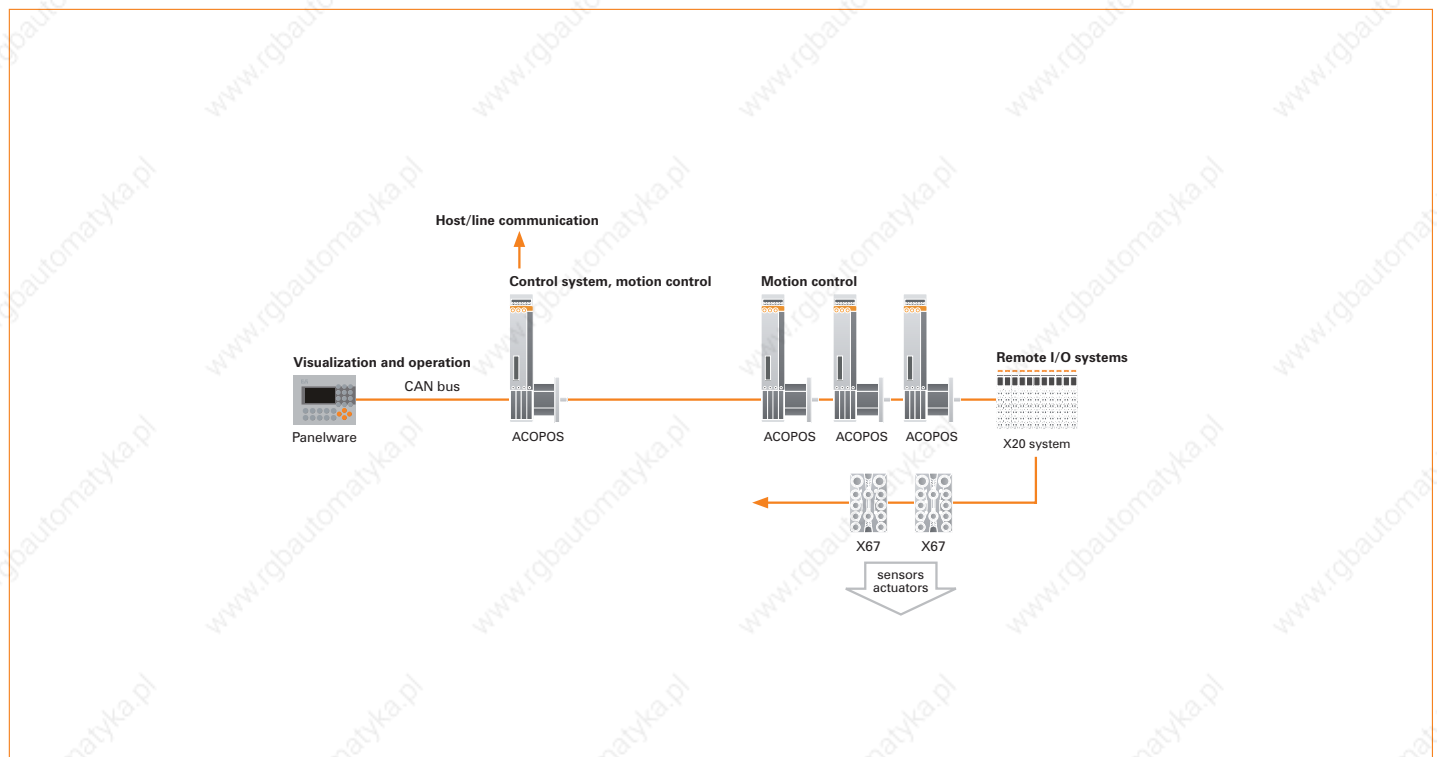 Host/line communication
Control system, motion control
Motion control
Visualization and operation
CAN bus
Remote I/O systems
Panelware
ACOPOS
ACOPOS
ACOPOS
ACOPOS
X20 system
X67
X67
sensors
actuators
www.rgbautomatyka.pl